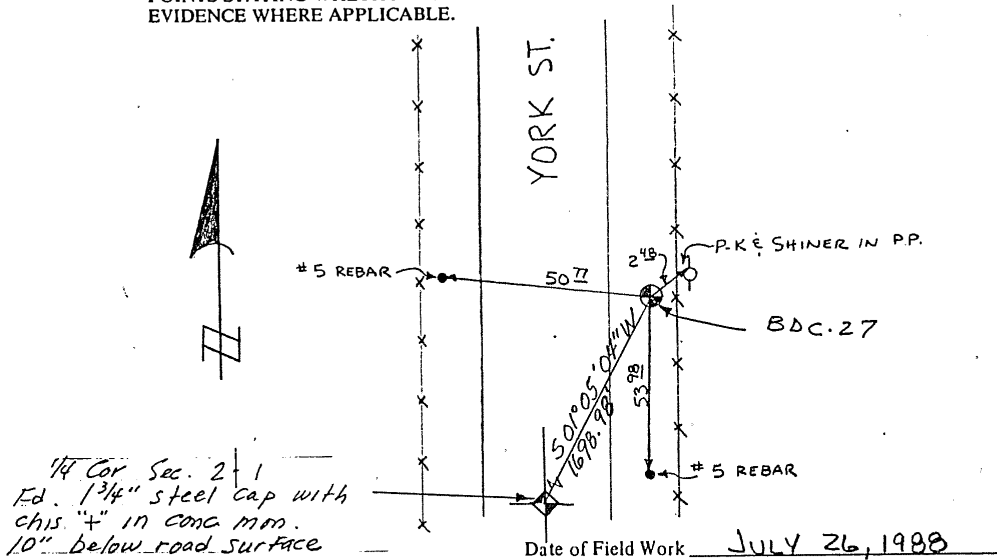 EVIDENCE WHERE APPLICABLE.
YORK ST.
P.K & SHINER IN P.P.
2 48
# 5 REBAR
50 77
BDC.27
S 01° 05' 04" W
1698.98'
53 98
# 5 REBAR
1/4 Cor Sec. 2 1
Fd. 1 3/4" steel cap with
chis. "+" in conc mon.
10" below road surface
Date of Field Work JULY 26, 1988